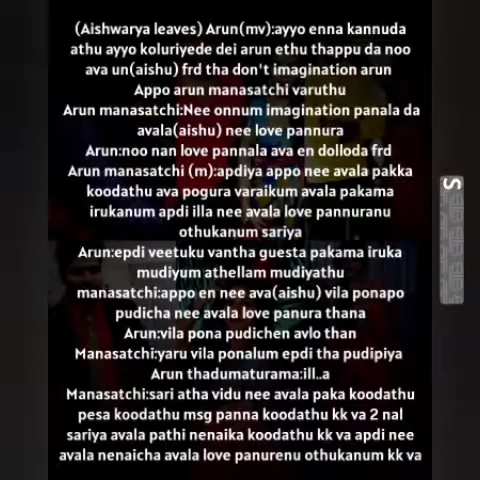 (Aishwarya leaves) Arun(mv):ayyo enna kannuda
athu ayyo koluriyede dei arun ethu thappu da noo
ava un(aishu) frd tha don't imagination arun
Appo arun manasatchi varuthu
Arun manasatchi:Nee onnum imagination panala da
avala(aishu) nee love pannura
Arun:noo nan love pannala ava en dolloda frd
Arun manasatchi (m):apdiya appo nee avala pakka
koodathu ava pogura varaikum avala pakama
irukanum apdi illa nee avala love pannuranu
othukanum sariya
Arun:epdi veetuku vantha guesta pakama iruka
mudiyum athellam mudiyathu
manasatchi:appo en nee ava(aishu) vila ponapo
pudicha nee avala love panura thana
Arun:vila pona pudichen avlo than
Manasatchi:yaru vila ponalum epdi tha pudipiya
Arun thadumaturama:ill..a
Manasatchi:sari atha vidu nee avala paka koodathu
pesa koodathu msg panna koodathu kk va 2 nal
sariya avala pathi nenaika koodathu kk va apdi nee
avala nenaicha avala love panurenu othukanum kk va